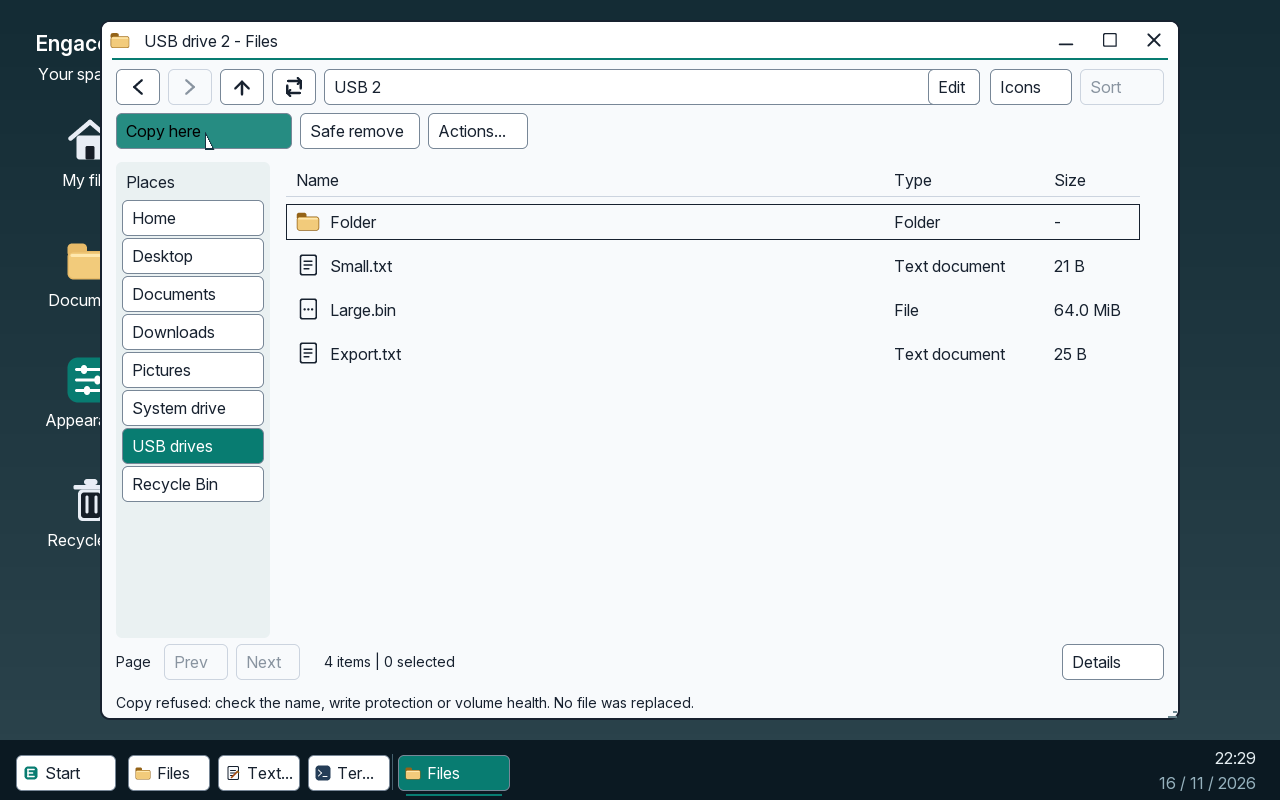 Engace
USB drive 2 - Files
Your spa
USB 2
Edit
Icons
Sort
Copy here
Safe remove
Actions...
My fil
Places
Name
Type
Size
Home
Desktop
Documents
Downloads
Pictures
System drive
USB drives
Recycle Bin
Folder
Folder
-
Small.txt
Text document
21 B
Large.bin
File
64.0 MiB
Export.txt
Text document
25 B
Docum
Appeara
Recycle
Page
Prev
Next
4 items | 0 selected
Details
Copy refused: check the name, write protection or volume health. No file was replaced.
Start
Files
Text...
Ter...
Files
22:29
16 / 11 / 2026